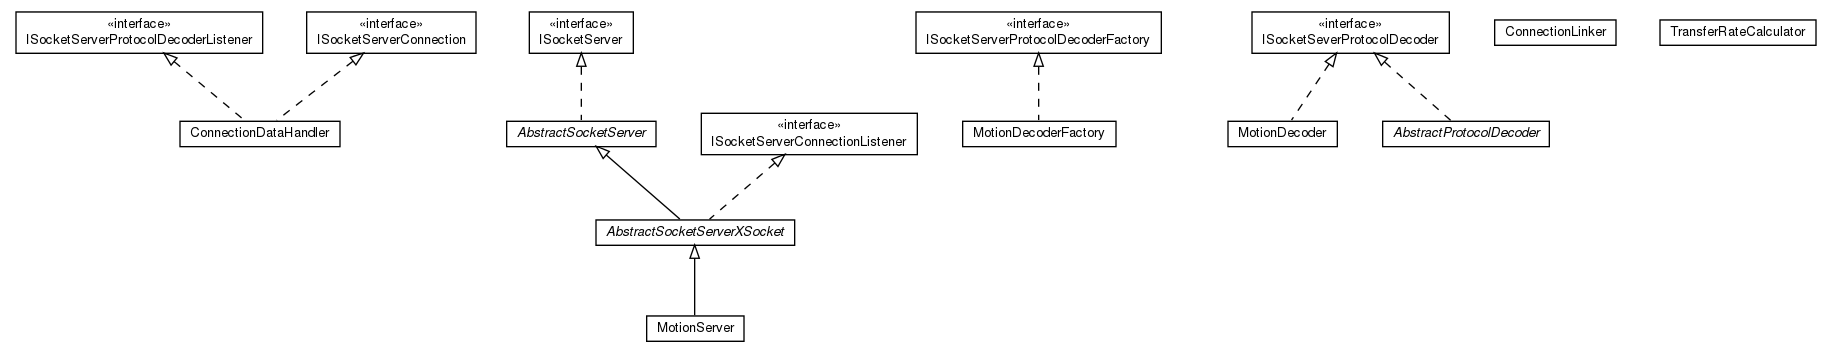 «interface»
ISocketServerProtocolDecoderListener
«interface»
ISocketServerConnection
«interface»
ISocketServer
«interface»
ISocketServerProtocolDecoderFactory
«interface»
ISocketSeverProtocolDecoder
ConnectionLinker
TransferRateCalculator
ConnectionDataHandler
AbstractSocketServer
«interface»
ISocketServerConnectionListener
MotionDecoderFactory
MotionDecoder
AbstractProtocolDecoder
AbstractSocketServerXSocket
MotionServer